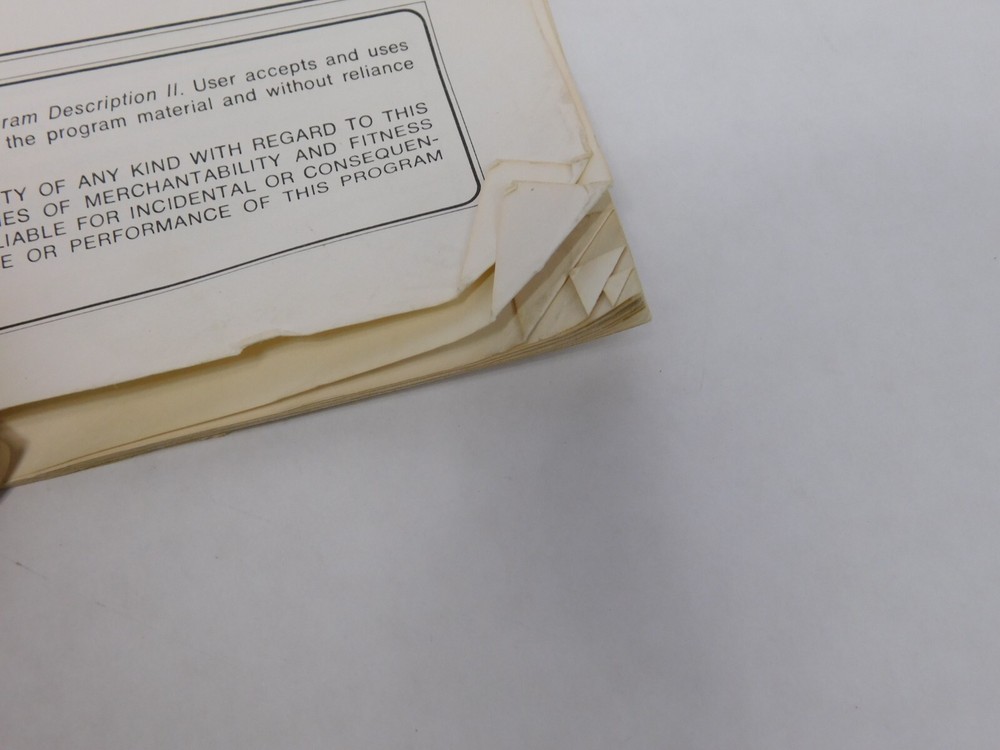 ram Description II. User accepts and uses
the program material and without reliance
TY OF ANY KIND WITH REGARD TO THIS
IES OF MERCHANTABILITY AND FITNESS
LIABLE FOR INCIDENTAL OR CONSEQUEN-
E OR PERFORMANCE OF THIS PROGRAM